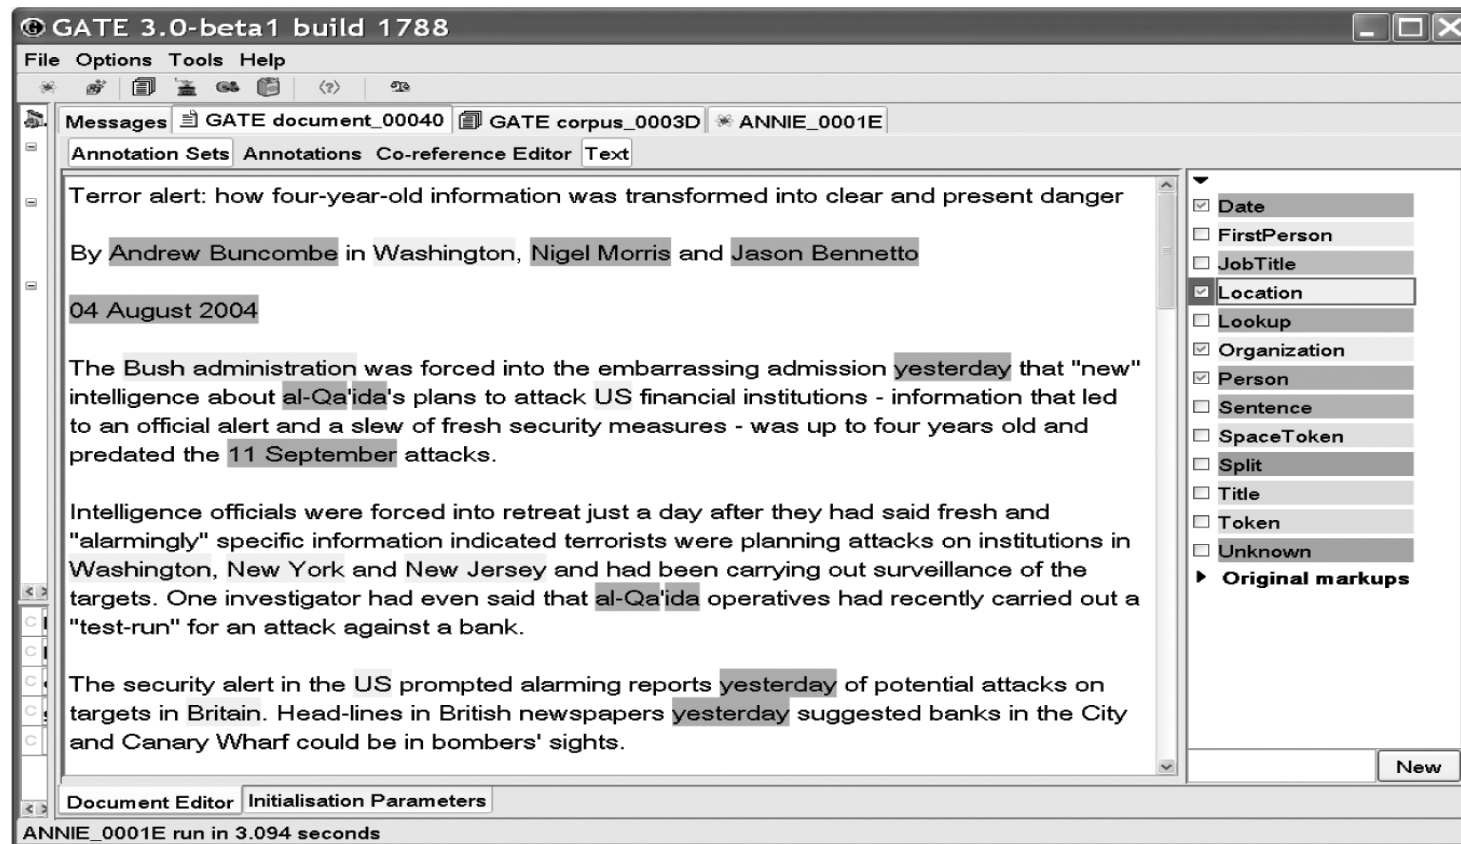 GATE 3.0-beta1 build 1788
File Options Tools Help
Messages GATE document_00040 GATE corpus_0003D ANNIE_0001E
Annotation Sets Annotations Co-reference Editor Text
Terror alert: how four-year-old information was transformed into clear and present danger
By Andrew Buncombe in Washington, Nigel Morris and Jason Bennetto
04 August 2004
The Bush administration was forced into the embarrassing admission yesterday that "new"
intelligence about al-Qa'ida's plans to attack US financial institutions - information that led
to an official alert and a slew of fresh security measures - was up to four years old and
predated the 11 September attacks.
Intelligence officials were forced into retreat just a day after they had said fresh and
"alarmingly" specific information indicated terrorists were planning attacks on institutions in
Washington, New York and New Jersey and had been carrying out surveillance of the
targets. One investigator had even said that al-Qa'ida operatives had recently carried out a
"test-run" for an attack against a bank.
The security alert in the US prompted alarming reports yesterday of potential attacks on
targets in Britain. Head-lines in British newspapers yesterday suggested banks in the City
and Canary Wharf could be in bombers' sights.
Date
FirstPerson
JobTitle
Location
Lookup
Organization
Person
Sentence
SpaceToken
Split
Title
Token
Unknown
Original markups
New
Document Editor Initialisation Parameters
ANNIE_0001E run in 3.094 seconds